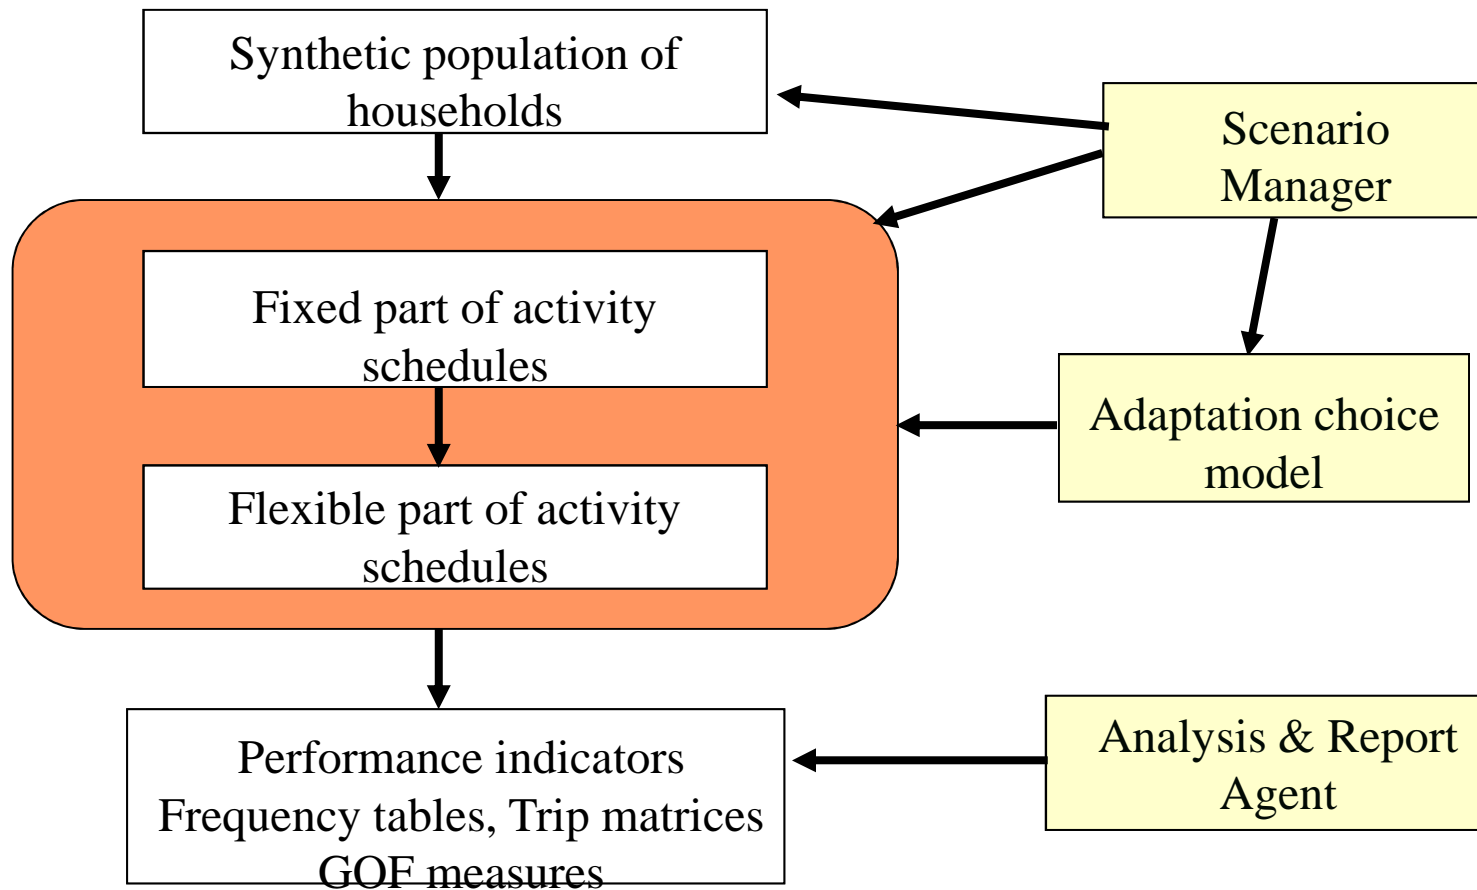 Synthetic population of
households
Scenario
Manager
Fixed part of activity
schedules
Adaptation choice
model
Flexible part of activity
schedules
Performance indicators
Frequency tables, Trip matrices
GOF measures
Analysis & Report
Agent